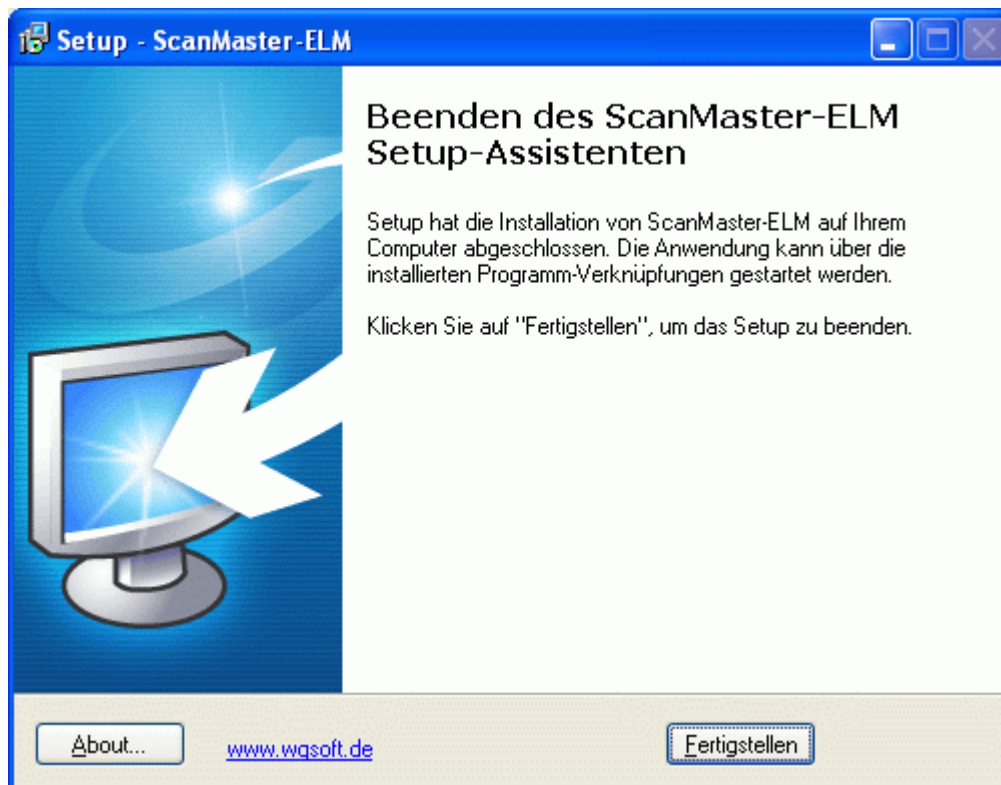 Setup - ScanMaster-ELM
Beenden des ScanMaster-ELM
Setup-Assistenten
Setup hat die Installation von ScanMaster-ELM auf Ihrem
Computer abgeschlossen. Die Anwendung kann über die
installierten Programm-Verknüpfungen gestartet werden.
Klicken Sie auf "Fertigstellen", um das Setup zu beenden.
About...
www.wgsoft.de
Fertigstellen